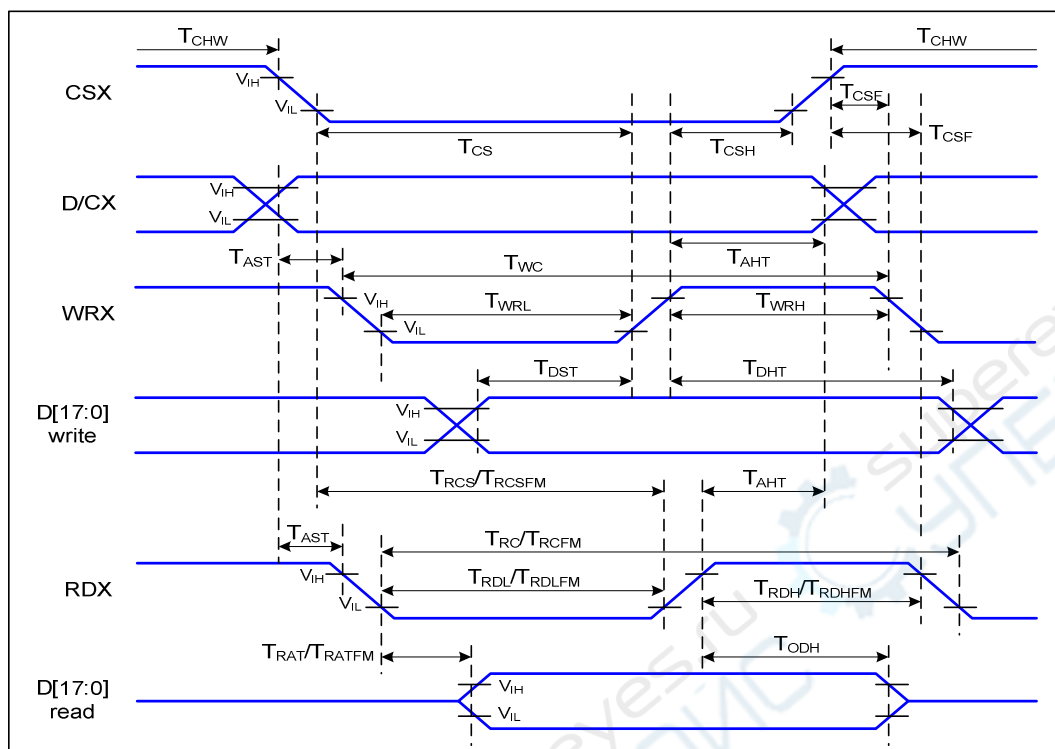 TCHW TCHW
CSX VIH VIL TCSF TCSF
TCS TCSH
D/CX VIH VIL
TAST TWC TAHT
WRX VIH VIL TWRL TWRH
TDST TDHT
D[17:0]
write
VIH
VIL
TRCS/TRCSFM TAHT
TAST TRC/TRCFM
RDX VIH VIL TRDL/TRDLFM TRDH/TRDHFM
TRAT/TRATFM TODH
D[17:0]
read
VIH
VIL